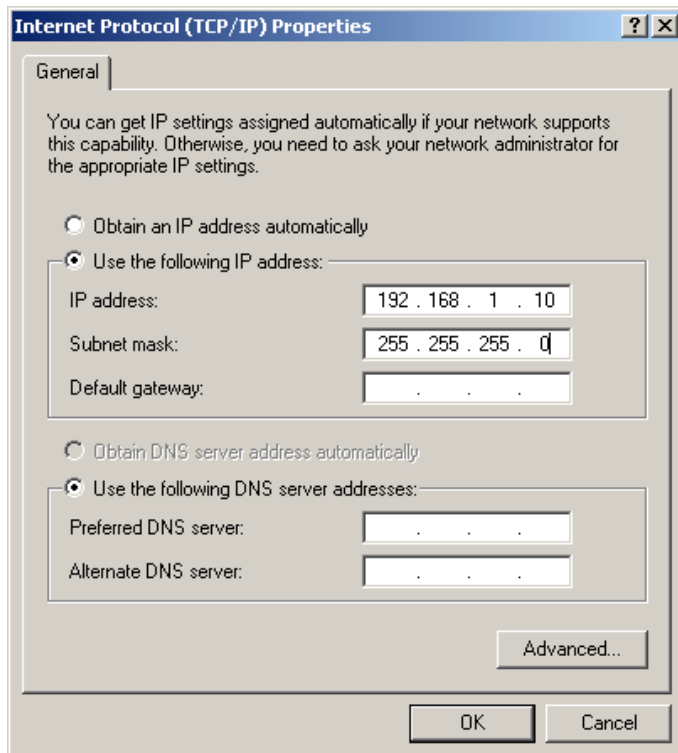 Internet Protocol (TCP/IP) Properties
General
You can get IP settings assigned automatically if your network supports
this capability. Otherwise, you need to ask your network administrator for
the appropriate IP settings.
Obtain an IP address automatically
Use the following IP address:
IP address: 192 . 168 . 1 . 10
Subnet mask: 255 . 255 . 255 . 0
Default gateway: . . .
Obtain DNS server address automatically
Use the following DNS server addresses:
Preferred DNS server: . . .
Alternate DNS server: . . .
Advanced...
OK Cancel